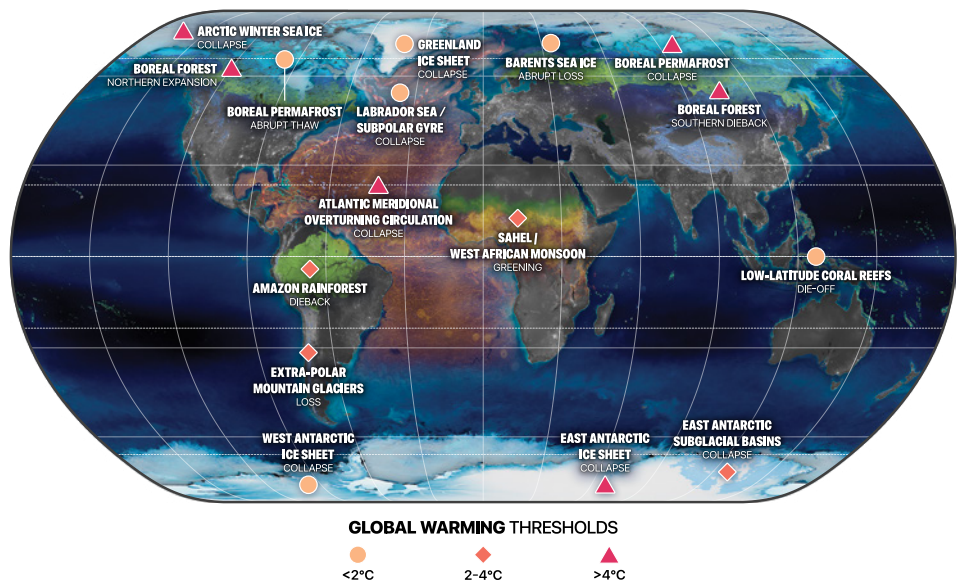 ARCTIC WINTER SEA ICE
COLLAPSE
BOREAL FOREST
NORTHERN EXPANSION
BOREAL PERMAFROST
ABRUPT THAW
GREENLAND
ICE SHEET
COLLAPSE
LABRADOR SEA /
SUBPOLAR GYRE
COLLAPSE
BARENTS SEA ICE
ABRUPT LOSS
BOREAL PERMAFROST
COLLAPSE
BOREAL FOREST
SOUTHERN DIEBACK
ATLANTIC MERIDIONAL
OVERTURNING CIRCULATION
COLLAPSE
SAHEL /
WEST AFRICAN MONSOON
GREENING
LOW-LATITUDE CORAL REEFS
DIE-OFF
AMAZON RAINFOREST
DIEBACK
EXTRA-POLAR
MOUNTAIN GLACIERS
LOSS
WEST ANTARCTIC
ICE SHEET
COLLAPSE
EAST ANTARCTIC
ICE SHEET
COLLAPSE
EAST ANTARCTIC
SUBGLACIAL BASINS
COLLAPSE
GLOBAL WARMING THRESHOLDS
<2°C
2-4°C
>4°C